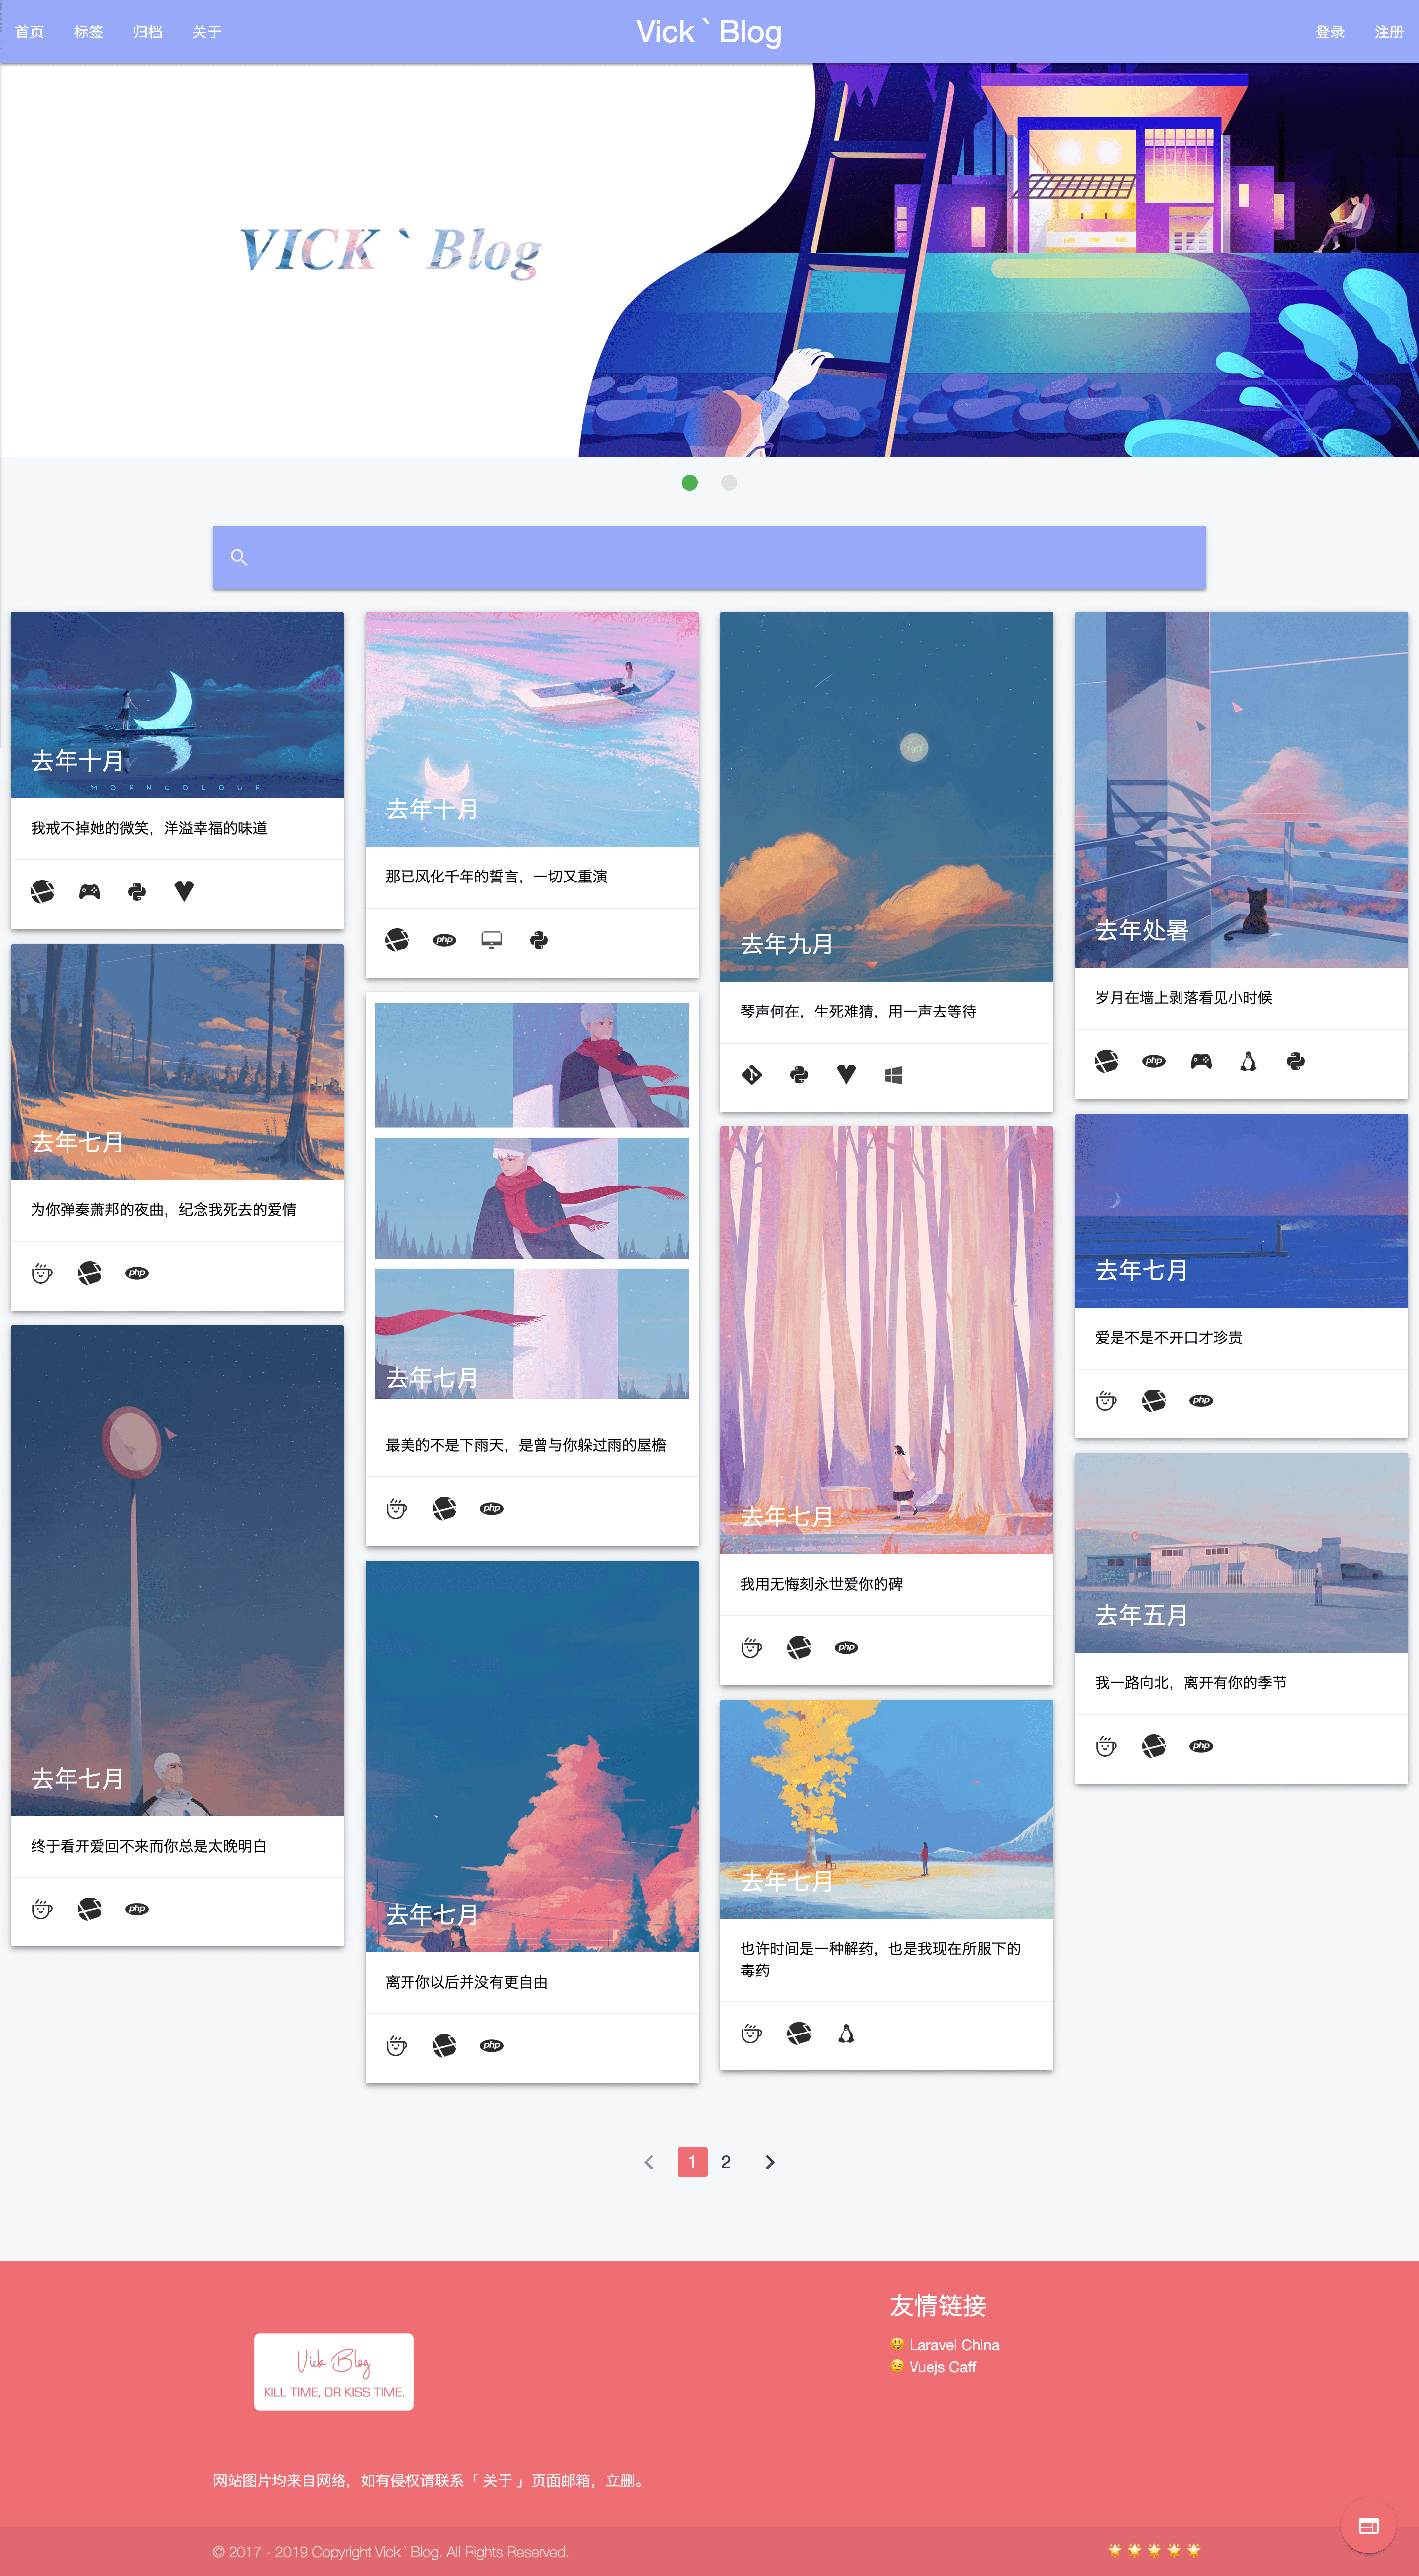 首页 标签 归档 关于 Vick ` Blog 登录 注册
VICK ` Blog
去年十月
MORNCOLOUR
我戒不掉她的微笑，洋溢幸福的味道
去年七月
为你弹奏萧邦的夜曲，纪念我死去的爱情
php
去年七月
终于看开爱回不来而你总是太晚明白
php
去年十月
那已风化千年的誓言，一切又重演
php
去年七月
最美的不是下雨天，是曾与你躲过雨的屋檐
php
去年七月
离开你以后并没有更自由
php
去年九月
琴声何在，生死难猜，用一声去等待
去年七月
我用无悔刻永世爱你的碑
php
去年七月
也许时间是一种解药，也是我现在所服下的
毒药
去年处暑
岁月在墙上剥落看见小时候
php
去年七月
爱是不是不开口才珍贵
php
去年五月
我一路向北，离开有你的季节
php
1 2
Vick Blog
KILL TIME, OR KISS TIME.
友情链接
😃 Laravel China
😉 Vuejs Caff
网站图片均来自网络，如有侵权请联系「 关于 」页面邮箱，立删。
© 2017 - 2019 Copyright Vick ` Blog. All Rights Reserved.